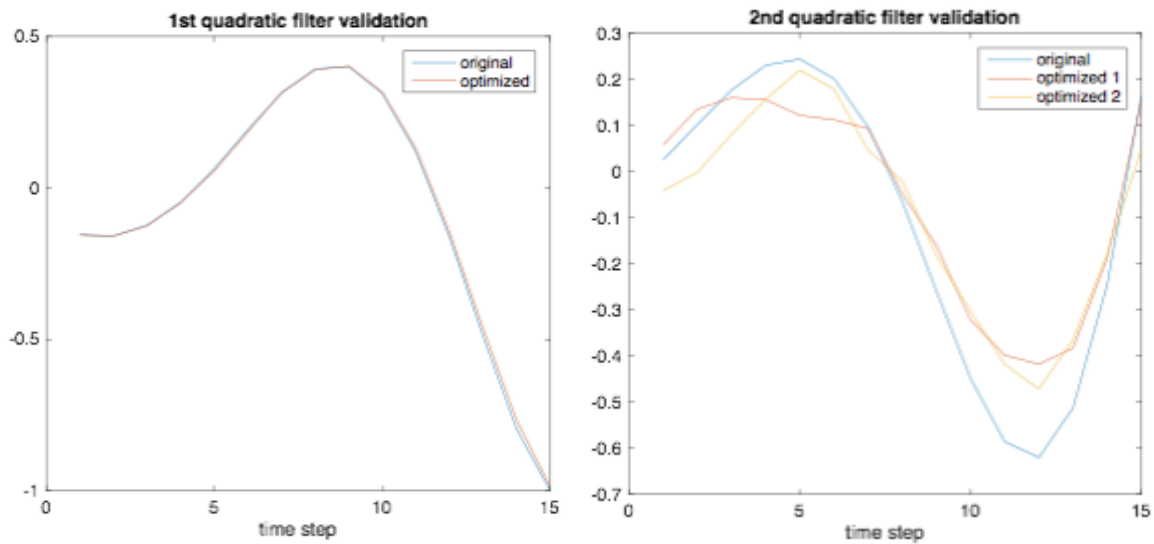 1st quadratic filter validation
0.5
0
-0.5
-1
0
5
10
15
time step
original
optimized
2nd quadratic filter validation
0.3
0.2
0.1
0
-0.1
-0.2
-0.3
-0.4
-0.5
-0.6
-0.7
0
5
10
15
time step
original
optimized 1
optimized 2